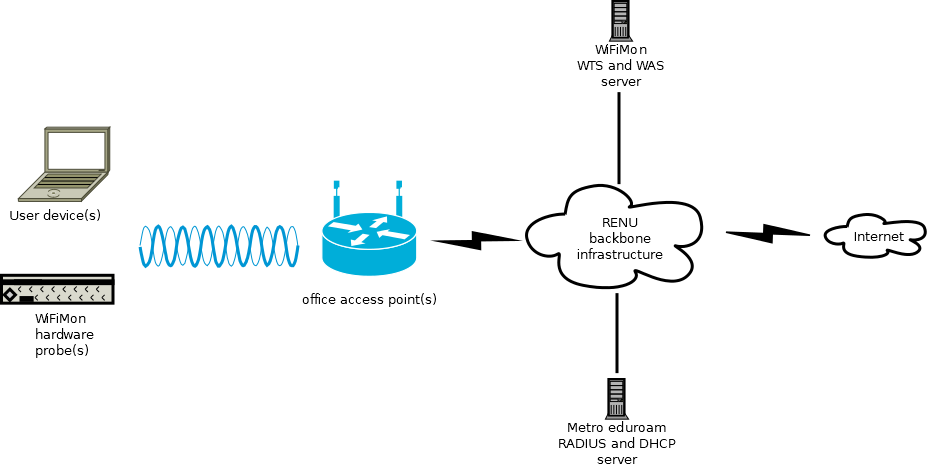 WiFiMon
WTS and WAS
server
User device(s)
WiFiMon
hardware
probe(s)
office access point(s)
RENU
backbone
infrastructure
Internet
Metro eduroam
RADIUS and DHCP
server